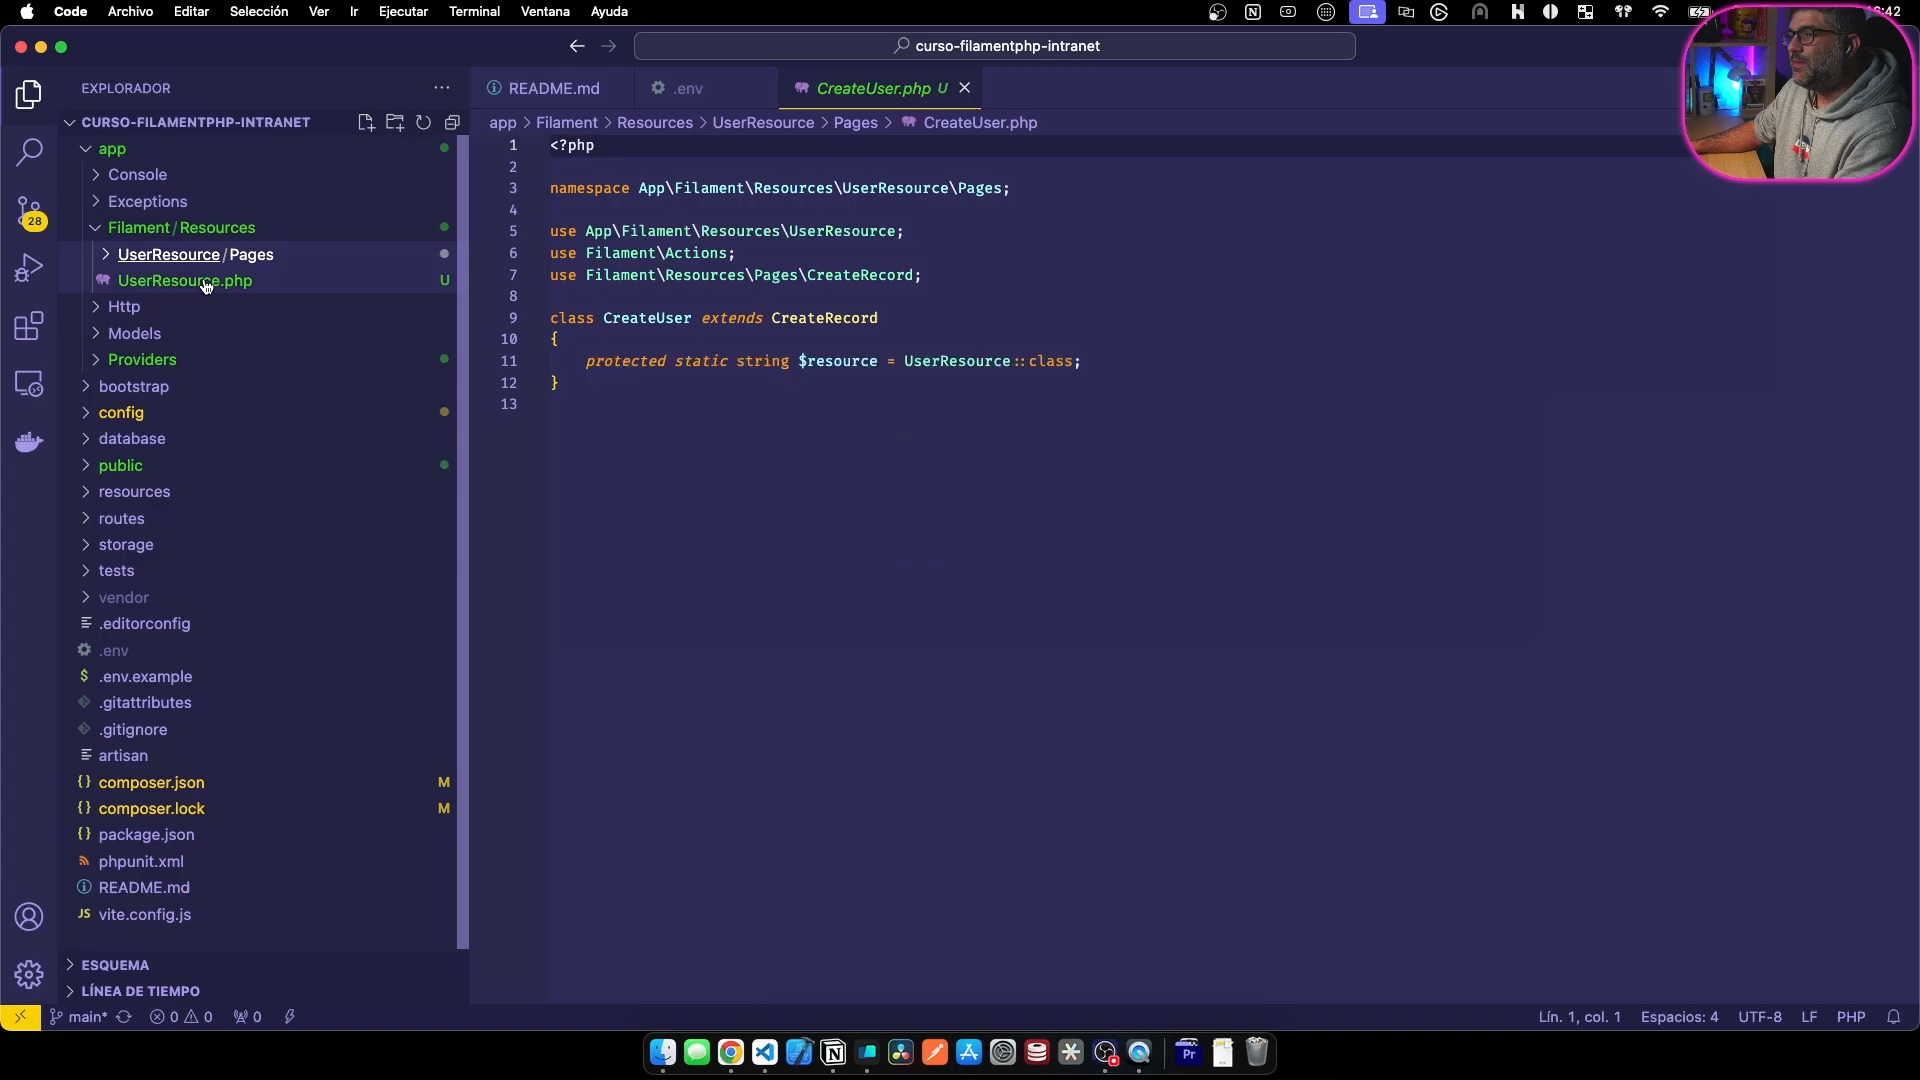 Code Archivo Editar Selección Ver Ir Ejecutar Terminal Ventana Ayuda
curso-filamentphp-intranet
EXPLORADOR
README.md
.env
CreateUser.php U
CURSO-FILAMENTPHP-INTRANET
app > Filament > Resources > UserResource > Pages > CreateUser.php
app
Console
Exceptions
Filament/Resources
UserResource/Pages
UserResource.php U
Http
Models
Providers
bootstrap
config
database
public
resources
routes
storage
tests
vendor
.editorconfig
.env
.env.example
.gitattributes
.gitignore
artisan
composer.json M
composer.lock M
package.json
phpunit.xml
README.md
JS vite.config.js
ESQUEMA
LÍNEA DE TIEMPO
28
1 <?php
2
3 namespace App\Filament\Resources\UserResource\Pages;
4
5 use App\Filament\Resources\UserResource;
6 use Filament\Actions;
7 use Filament\Resources\Pages\CreateRecord;
8
9 class CreateUser extends CreateRecord
10 {
11 protected static string $resource = UserResource::class;
12 }
13
main* 0 0 0
Lín. 1, col. 1 Espacios: 4 UTF-8 LF PHP
Pr